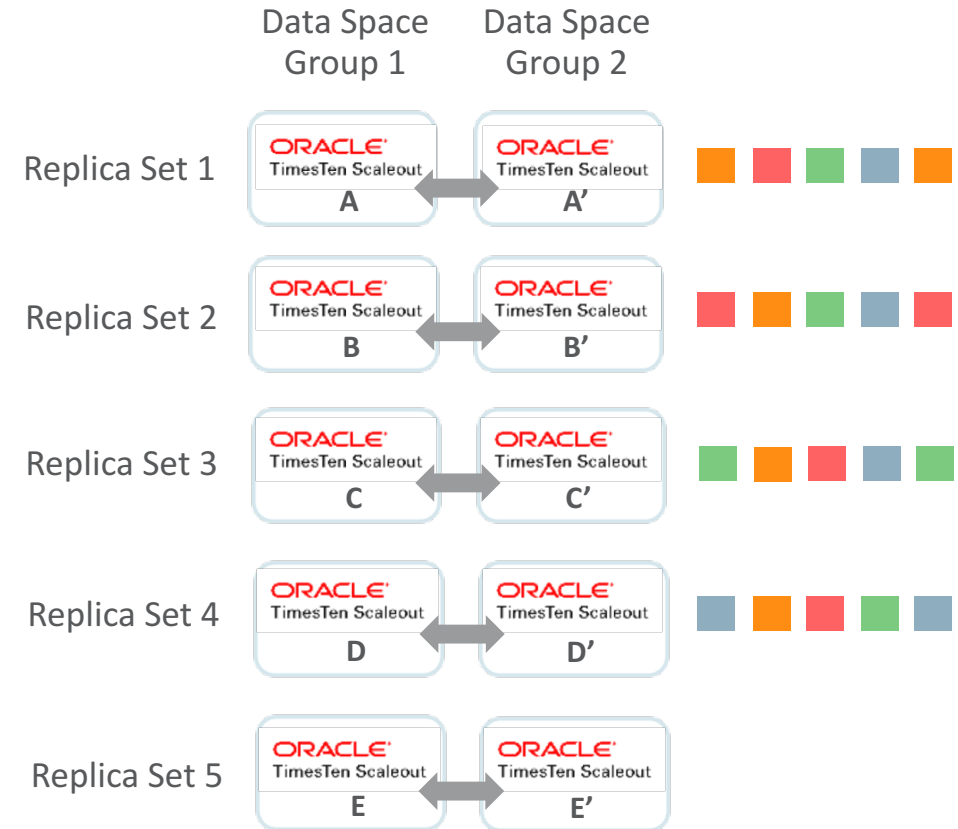 Data Space Group 1
Data Space Group 2
Replica Set 1
ORACLE'
TimesTen Scaleout
A
ORACLE'
TimesTen Scaleout
A’
Replica Set 2
ORACLE'
TimesTen Scaleout
B
ORACLE'
TimesTen Scaleout
B’
Replica Set 3
ORACLE'
TimesTen Scaleout
C
ORACLE'
TimesTen Scaleout
C’
Replica Set 4
ORACLE'
TimesTen Scaleout
D
ORACLE'
TimesTen Scaleout
D’
Replica Set 5
ORACLE'
TimesTen Scaleout
E
ORACLE'
TimesTen Scaleout
E’